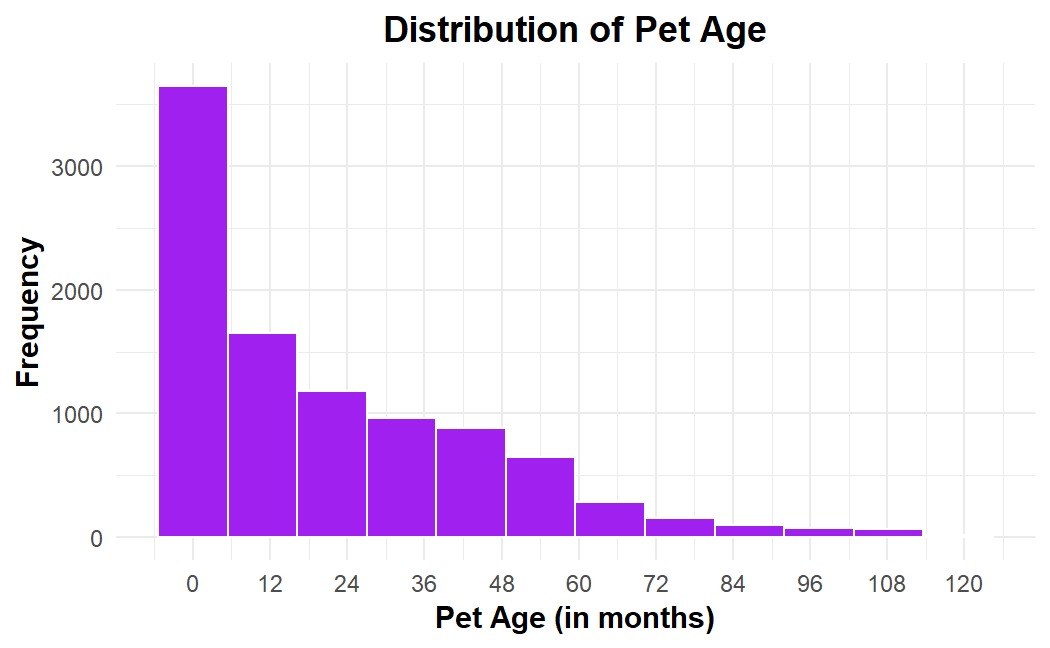 Distribution of Pet Age
Frequency
3000
2000
1000
0
0 12 24 36 48 60 72 84 96 108 120
Pet Age (in months)